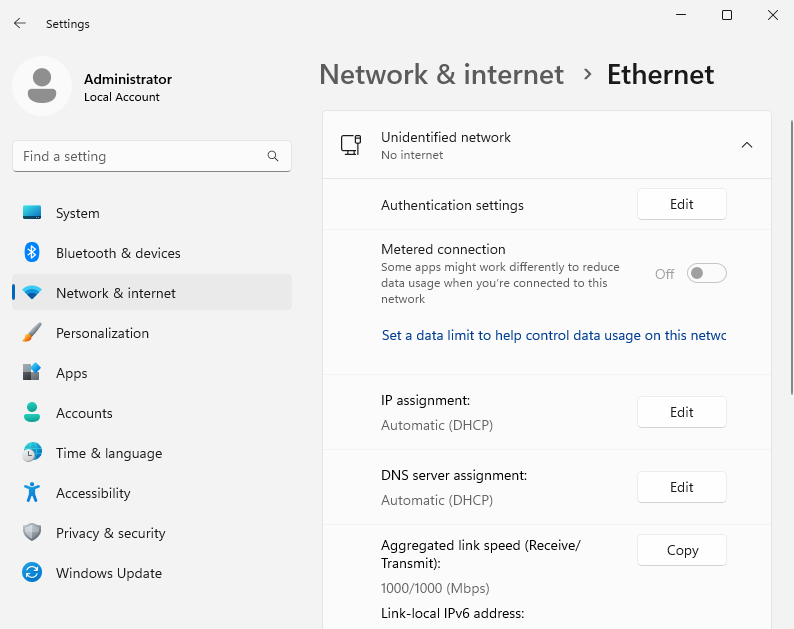 Settings
Administrator
Local Account
Find a setting
System
Bluetooth & devices
Network & internet
Personalization
Apps
Accounts
Time & language
Accessibility
Privacy & security
Windows Update
Network & internet › Ethernet
Unidentified network
No internet
Authentication settings
Edit
Metered connection
Some apps might work differently to reduce
data usage when you're connected to this
network
Off
Set a data limit to help control data usage on this netwo
IP assignment:
Automatic (DHCP)
Edit
DNS server assignment:
Automatic (DHCP)
Edit
Aggregated link speed (Receive/
Transmit):
1000/1000 (Mbps)
Copy
Link-local IPv6 address: